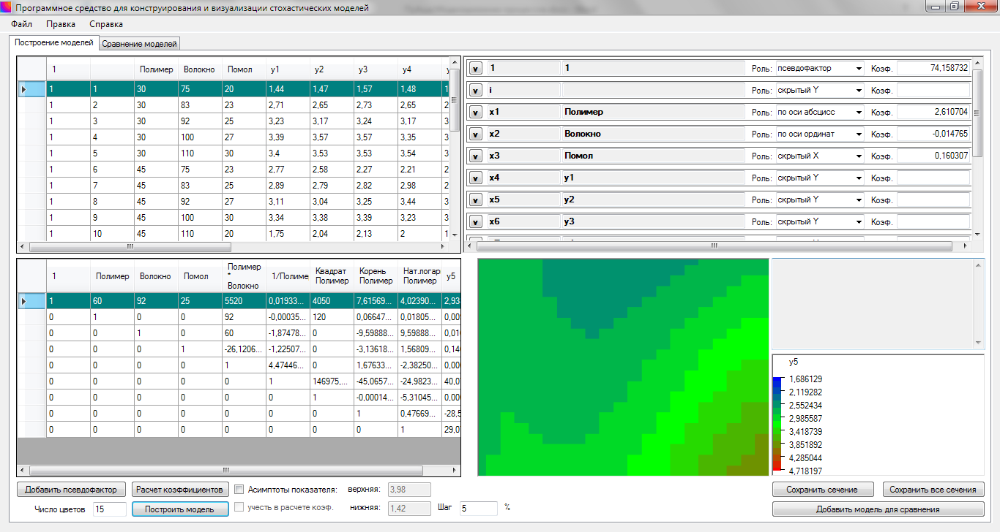 Программное средство для конструирования и визуализации стохастических моделей
Файл Правка Справка
Построение моделей Сравнение моделей
1 Полимер Волокно Помол y1 y2 y3 y4
1 1 30 75 20 1,44 1,47 1,57 1,48 1
1 2 30 83 23 2,71 2,65 2,73 2,65 2
1 3 30 92 25 3,23 3,17 3,24 3,17 3
1 4 30 100 27 3,39 3,57 3,57 3,35 3
1 5 30 110 30 3,4 3,53 3,53 3,54 3
1 6 45 75 23 2,77 2,58 2,27 2,21 2
1 7 45 83 25 2,89 2,79 2,82 2,98 2
1 8 45 92 27 3,11 3,04 3,25 3,44 3
1 9 45 100 30 3,34 3,38 3,39 3,23 3
1 10 45 110 20 1,75 2,04 2,13 2 1
v 1 1 Роль: псевдофактор Коэф. 74,158732
v i Роль: скрытый Y Коэф.
v x1 Полимер Роль: по оси абсцисс Коэф. 2,610704
v x2 Волокно Роль: по оси ординат Коэф. -0,014765
v x3 Помол Роль: скрытый X Коэф. 0,160307
v x4 y1 Роль: скрытый Y Коэф.
v x5 y2 Роль: скрытый Y Коэф.
v x6 y3 Роль: скрытый Y Коэф.
1 Полимер Волокно Помол Полимер * Волокно 1/Полиме Квадрат Полимер Корень Полимер Нат.логар Полимер y5
1 60 92 25 5520 0,01933... 4050 7,61569... 4,02390... 2,93
0 1 0 0 92 -0,00035... 120 0,06647... 0,01805... 0,00
0 0 1 0 60 -1,87478... 0 -9,59888... 9,59888... 0,01
0 0 0 1 -26,1206... -1,22507... 0 -3,13618... 1,56809... 0,14
0 0 0 0 1 4,47446... 0 1,67633... -2,38250... 0,00
0 0 0 0 0 1 146975,... -45,0657... -24,9823... 40,0
0 0 0 0 0 0 1 -0,00014... -5,31045... 0,00
0 0 0 0 0 0 0 1 0,47669... -28,5
0 0 0 0 0 0 0 0 1 29,0
y5
1,686129
2,119282
2,552434
2,985587
3,418739
3,851892
4,285044
4,718197
Добавить псевдофактор Расчет коэффициентов Асимптоты показателя: верхняя: 3,98
Число цветов 15 Построить модель учесть в расчете коэф. нижняя: 1,42 Шаг 5 %
Сохранить сечение Сохранить все сечения
Добавить модель для сравнения